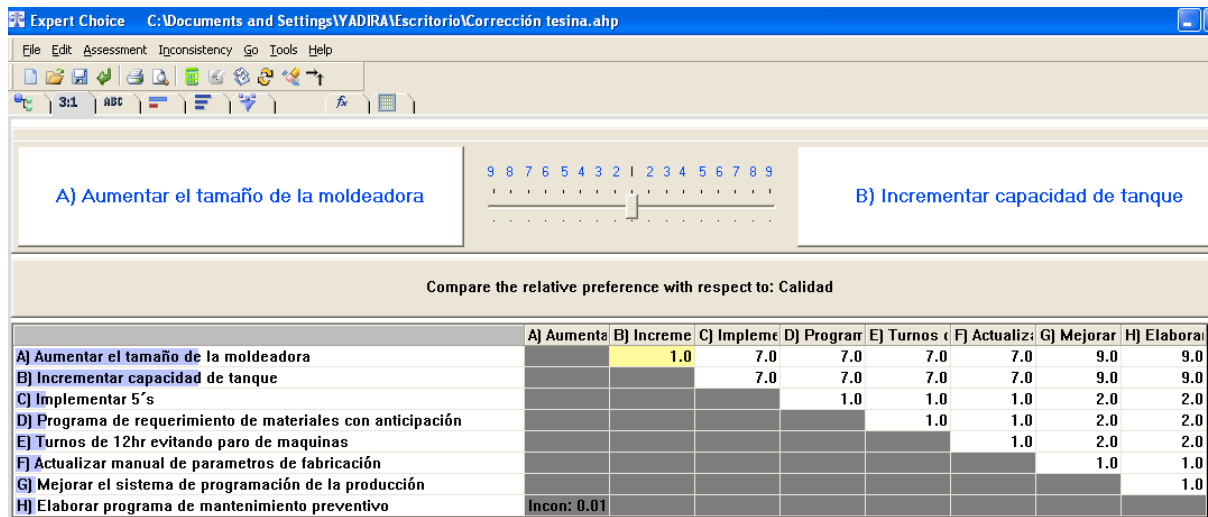 Expert Choice C:\Documents and Settings\YADIRA\Escritorio\Corrección tesina.ahp
File Edit Assessment Inconsistency Go Tools Help
3:1 ABC fx
9 8 7 6 5 4 3 2 1 2 3 4 5 6 7 8 9
A) Aumentar el tamaño de la moldeadora B) Incrementar capacidad de tanque
Compare the relative preference with respect to: Calidad
A) Aumenta B) Increme C) Impleme D) Program E) Turnos F) Actualiza G) Mejorar H) Elaborar
A) Aumentar el tamaño de la moldeadora 1.0 7.0 7.0 7.0 7.0 9.0 9.0
B) Incrementar capacidad de tanque 7.0 7.0 7.0 7.0 9.0 9.0
C) Implementar 5´s 1.0 1.0 1.0 2.0 2.0
D) Programa de requerimiento de materiales con anticipación 1.0 1.0 2.0 2.0
E) Turnos de 12hr evitando paro de maquinas 1.0 2.0 2.0
F) Actualizar manual de parametros de fabricación 1.0 1.0
G) Mejorar el sistema de programación de la producción 1.0
H) Elaborar programa de mantenimiento preventivo Incon: 0.01